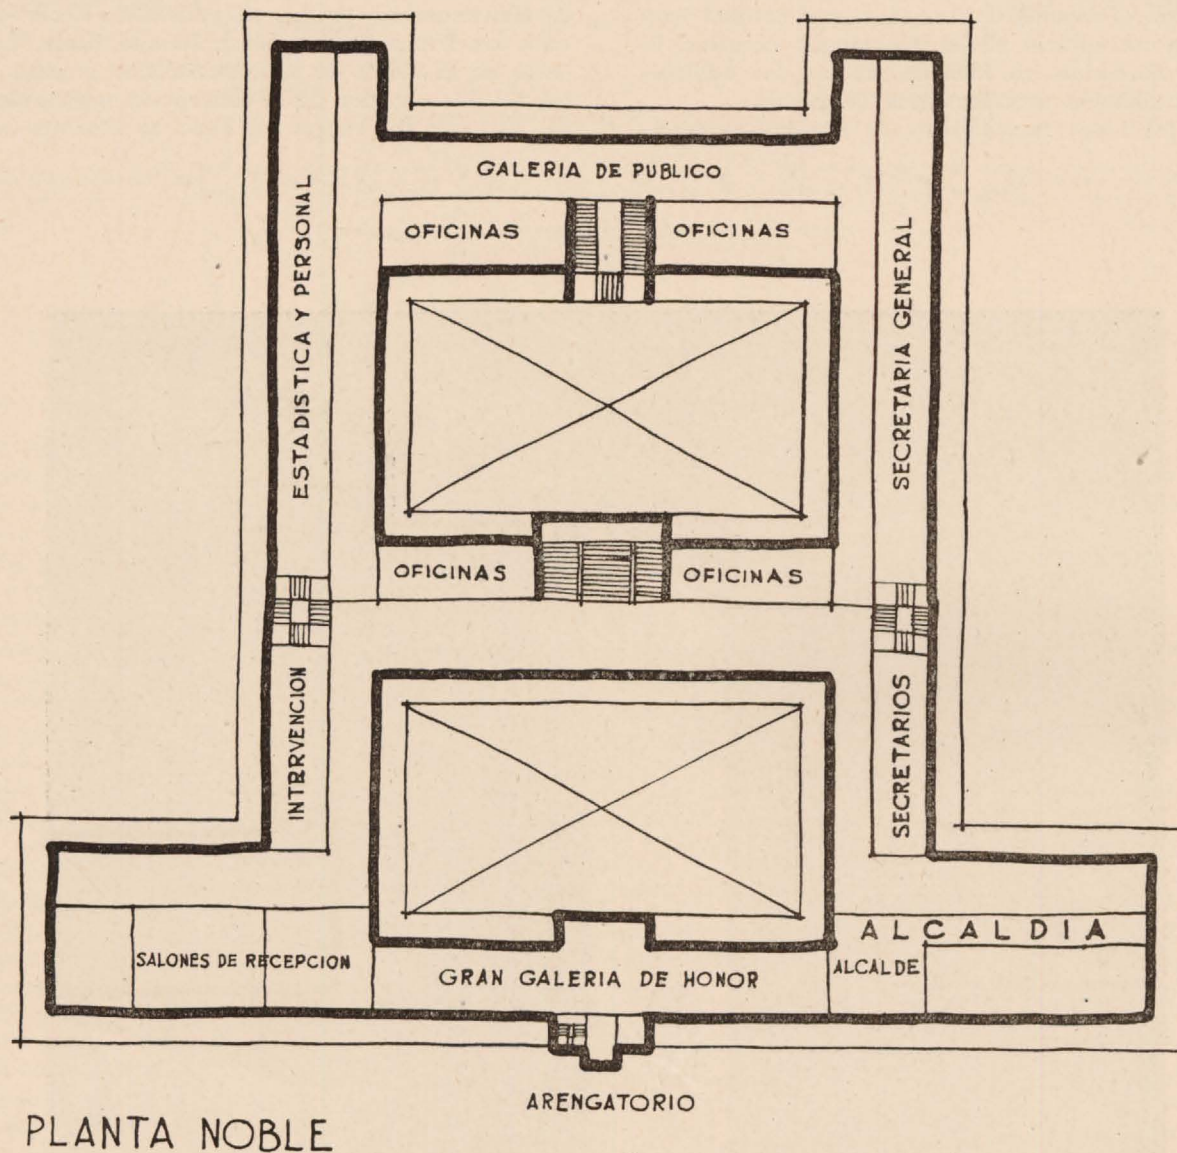 GALERIA DE PUBLICO
OFICINAS
OFICINAS
ESTADISTICA Y PERSONAL
SECRETARIA GENERAL
OFICINAS
OFICINAS
INTRRVENCION
SECRETARIOS
ALCALDIA
SALONES DE RECEPCION
GRAN GALERIA DE HONOR
ALCALDE
ARENGATORIO
PLANTA NOBLE